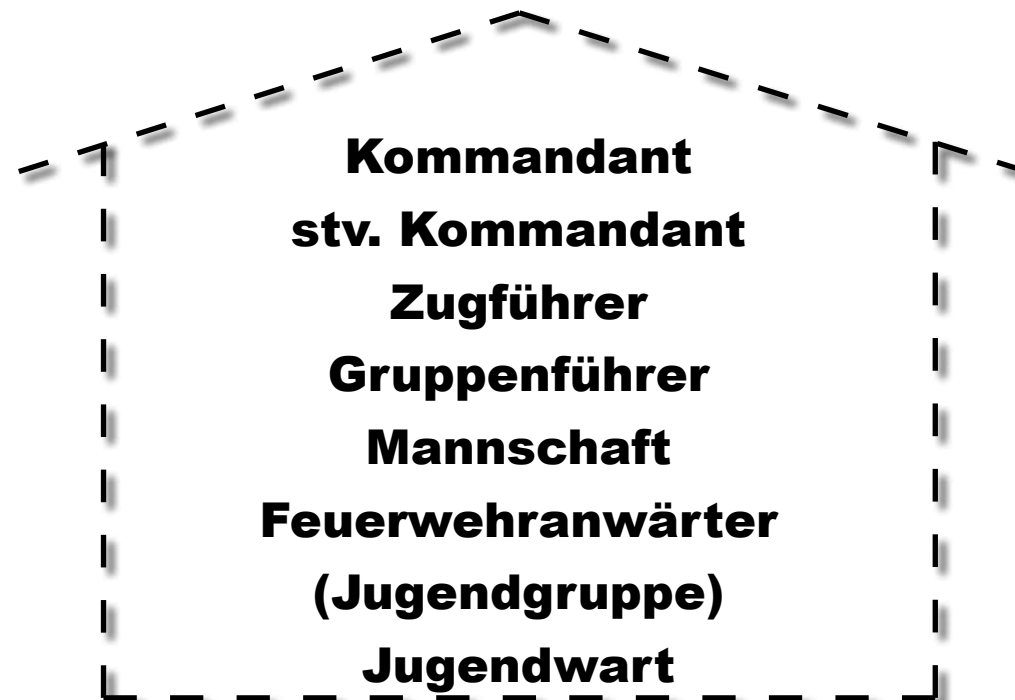 Kommandant
stv. Kommandant
Zugführer
Gruppenführer
Mannschaft
Feuerwehranwärter
(Jugendgruppe)
Jugendwart